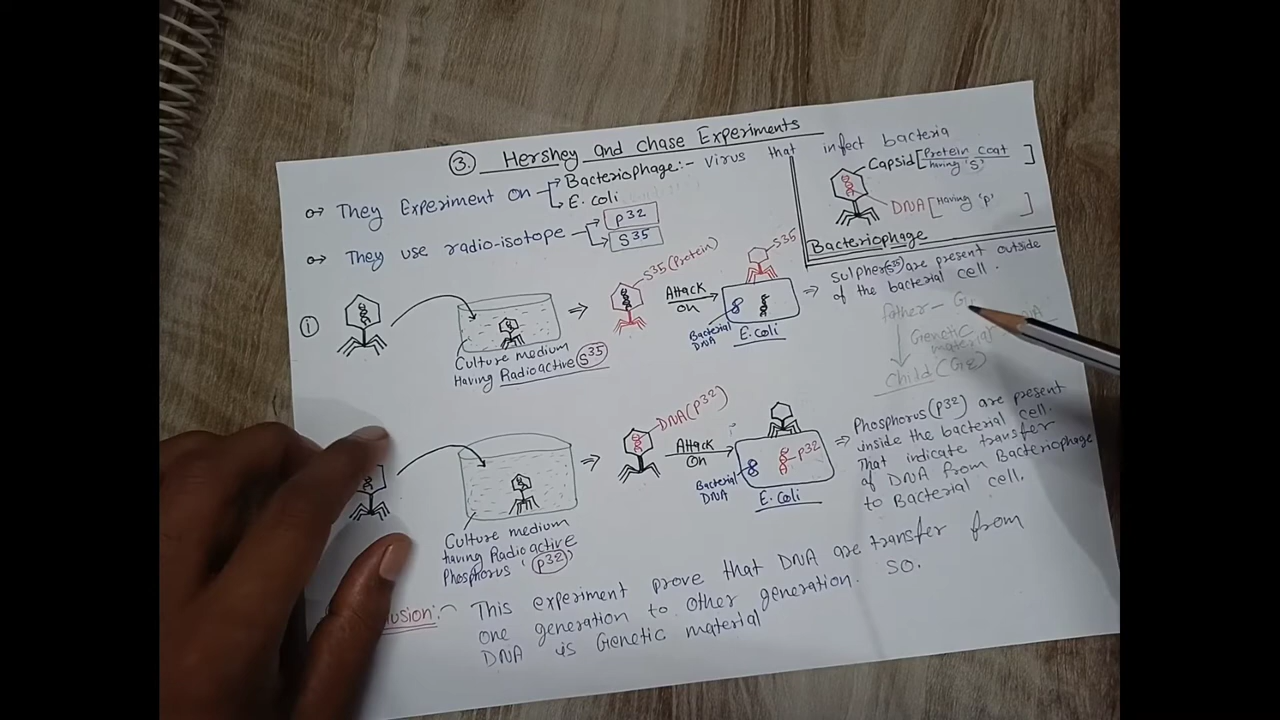 3. Hershey and chase Experiments
They Experiment on Bacteriophage:- Virus that infect bacteria
E. coli
They use radio-isotope P32
S35
Capsid [Protein coat having 'S']
DNA [Having 'P' ]
Bacteriophage
i
Culture medium
Having Radioactive S35
S35 (Protein)
Attack
on
S35
Bacterial
DNA
E. Coli
Sulpher(S35) are present outside
of the bacterial cell.
father -
Genetic
material
Child (
Culture medium
having Radioactive
Phosphorus 'P32'
DNA(P32)
Attack
On
P32
Bacterial
DNA
E. Coli
Phosphorus (P32) are present
inside the bacterial cell.
That indicate transfer
of DNA from Bacteriophage
to Bacterial cell.
This experiment prove that DNA are transfer from
one generation to other generation. SO.
DNA is Genetic material